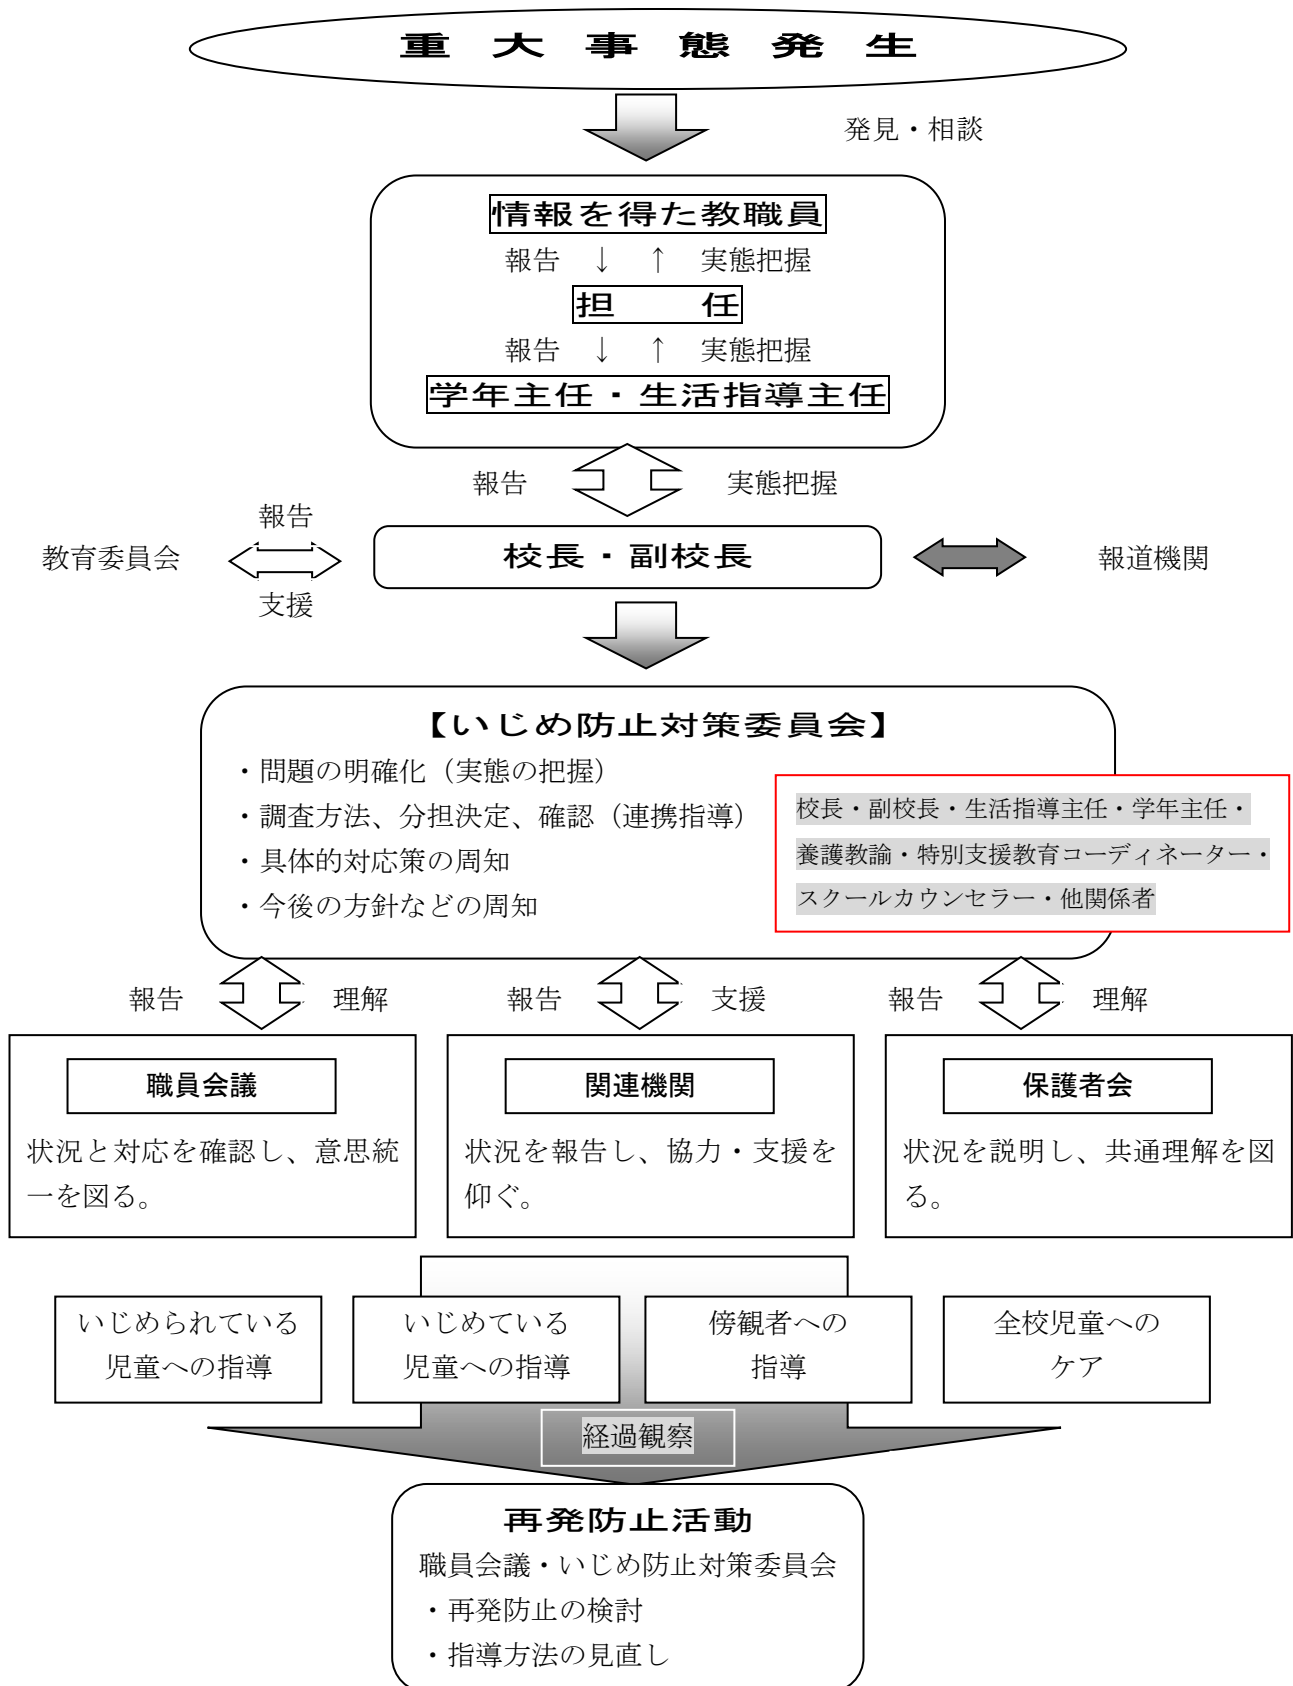 重大事態発生
発見・相談
情報を得た教職員
報告 ↓ ↑ 実態把握
担任
報告 ↓ ↑ 実態把握
学年主任・生活指導主任
報告 実態把握
報告
教育委員会
支援
校長・副校長
報道機関
【いじめ防止対策委員会】
・問題の明確化（実態の把握）
・調査方法、分担決定、確認（連携指導）
・具体的対応策の周知
・今後の方針などの周知
校長・副校長・生活指導主任・学年主任・
養護教諭・特別支援教育コーディネーター・
スクールカウンセラー・他関係者
報告 理解
報告 支援
報告 理解
職員会議
状況と対応を確認し、意思統
一を図る。
関連機関
状況を報告し、協力・支援を
仰ぐ。
保護者会
状況を説明し、共通理解を図
る。
いじめられている
児童への指導
いじめている
児童への指導
傍観者への
指導
全校児童への
ケア
経過観察
再発防止活動
職員会議・いじめ防止対策委員会
・再発防止の検討
・指導方法の見直し